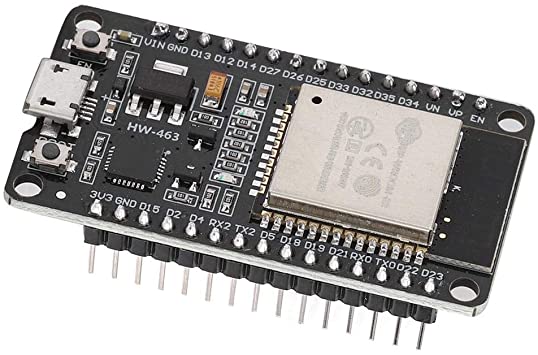 VIN GND D13 D12 D14 D27 D26 D25 D33 D32 D35 D34 VN VP EN
EN
HW-463
3V3 GND D15 D2 D4 RX2 TX2 D5 D18 D19 D21 RX0 TX0 D22 D23